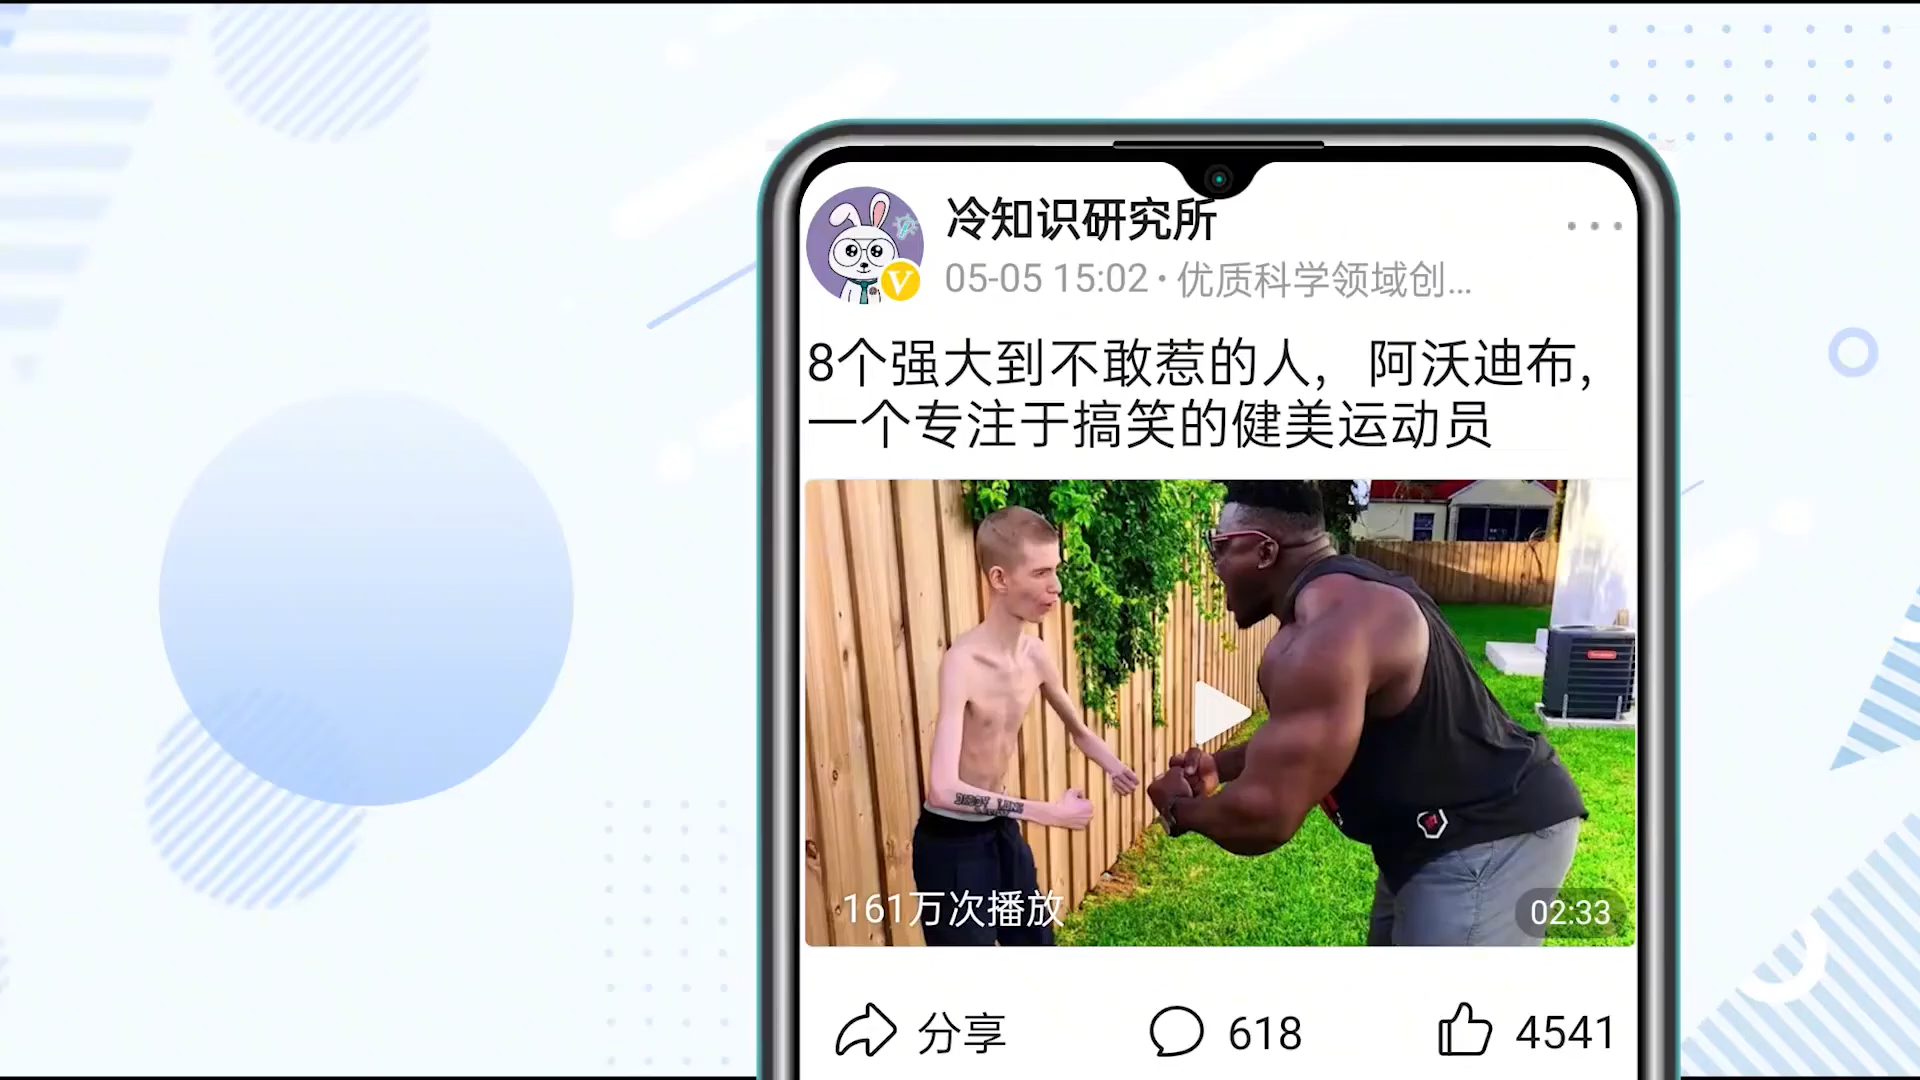 冷知识研究所
05-05 15:02·优质科学领域创...
8个强大到不敢惹的人，阿沃迪布，
一个专注于搞笑的健美运动员
161万次播放
02:33
分享
618
4541